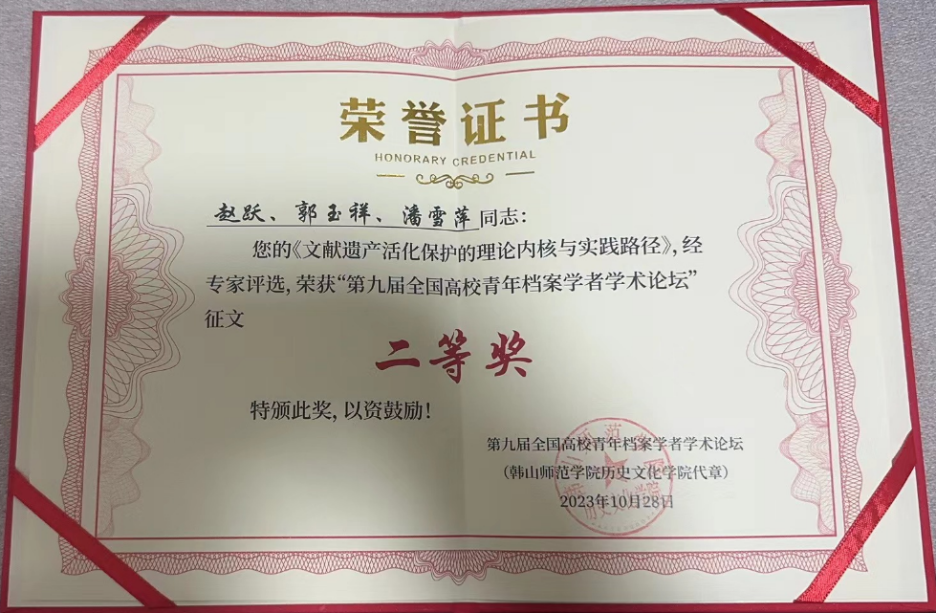 荣誉证书
HONORARY CREDENTIAL
赵跃、郭玉祥、潘雪萍同志：
您的《文献遗产活化保护的理论内核与实践路径》，经
专家评选，荣获“第九届全国高校青年档案学者学术论坛”
征文
二等奖
特颁此奖，以资鼓励！
第九届全国高校青年档案学者学术论坛
（韩山师范学院历史文化学院代章）
2023年10月28日